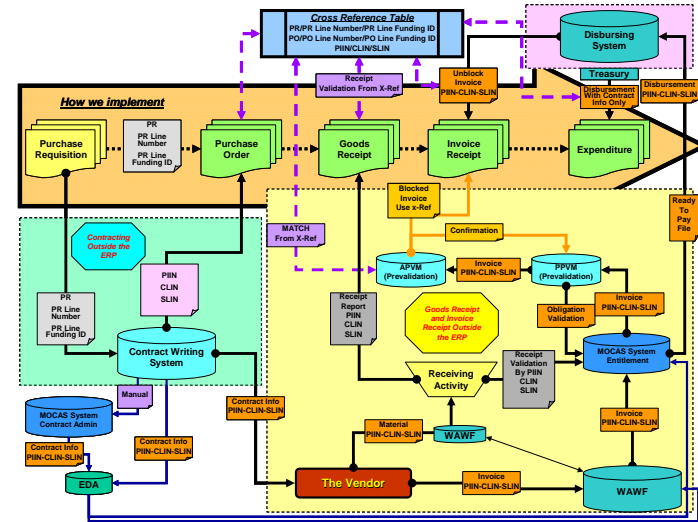 Cross Reference Table
PR/PR Line Number/PR Line Funding ID
PO/PO Line Number/PO Line Funding ID
PIIN/CLIN/SLIN
Disbursing
System
Receipt
Validation From X-Ref
Unblock
Invoice
PIIN-CLIN-SLIN
Treasury
Disbursement
With Contract
Info Only
Disbursement
PIIN-CLIN-SLIN
How we implement
Purchase
Requisition
PR
PR Line
Number
PR Line
Funding ID
Purchase
Order
Goods
Receipt
Invoice
Receipt
Expenditure
Contracting
Outside the
ERP
PIIN
CLIN
SLIN
MATCH
From X-Ref
Blocked
Invoice
Use x-Ref
Confirmation
Ready
To
Pay
File
APVM
(Prevalidation)
Invoice
PIIN-CLIN-SLIN
PPVM
(Prevalidation)
PR
PR Line
Number
PR Line
Funding ID
Receipt
Report
PIIN
CLIN
SLIN
Goods Receipt
and Invoice
Receipt Outside
the ERP
Obligation
Validation
Invoice
PIIN-CLIN-SLIN
Contract Writing
System
MOCAS System
Entitlement
Receiving
Activity
Receipt
Validation
By PIIN
CLIN
SLIN
Manual
MOCAS System
Contract Admin
Contract Info
PIIN-CLIN-SLIN
Contract Info
PIIN-CLIN-SLIN
Contract Info
PIIN-CLIN-SLIN
Material
PIIN-CLIN-SLIN
WAWF
Invoice
PIIN-CLIN-SLIN
EDA
The Vendor
Invoice
PIIN-CLIN-SLIN
WAWF